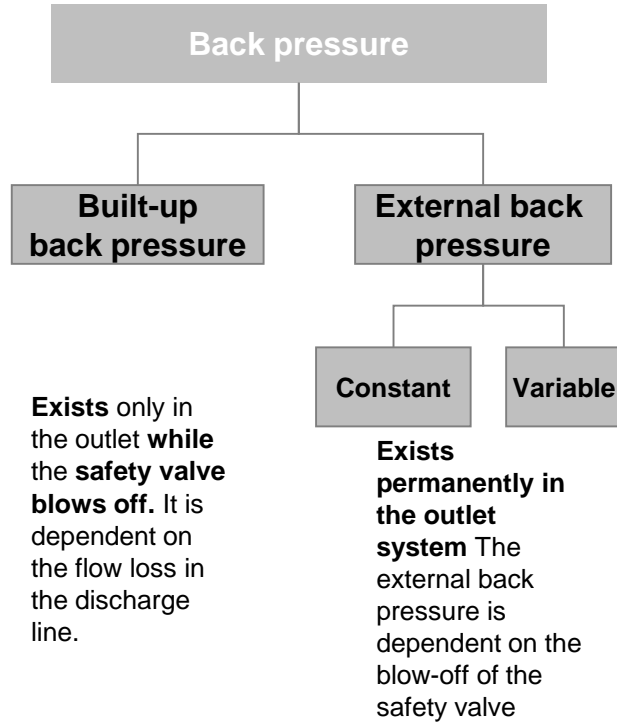 Back pressure
Built-up
back pressure
External back
pressure
Constant
Variable
Exists only in
the outlet while
the safety valve
blows off. It is
dependent on
the flow loss in
the discharge
line.
Exists
permanently in
the outlet
system The
external back
pressure is
dependent on the
blow-off of the
safety valve